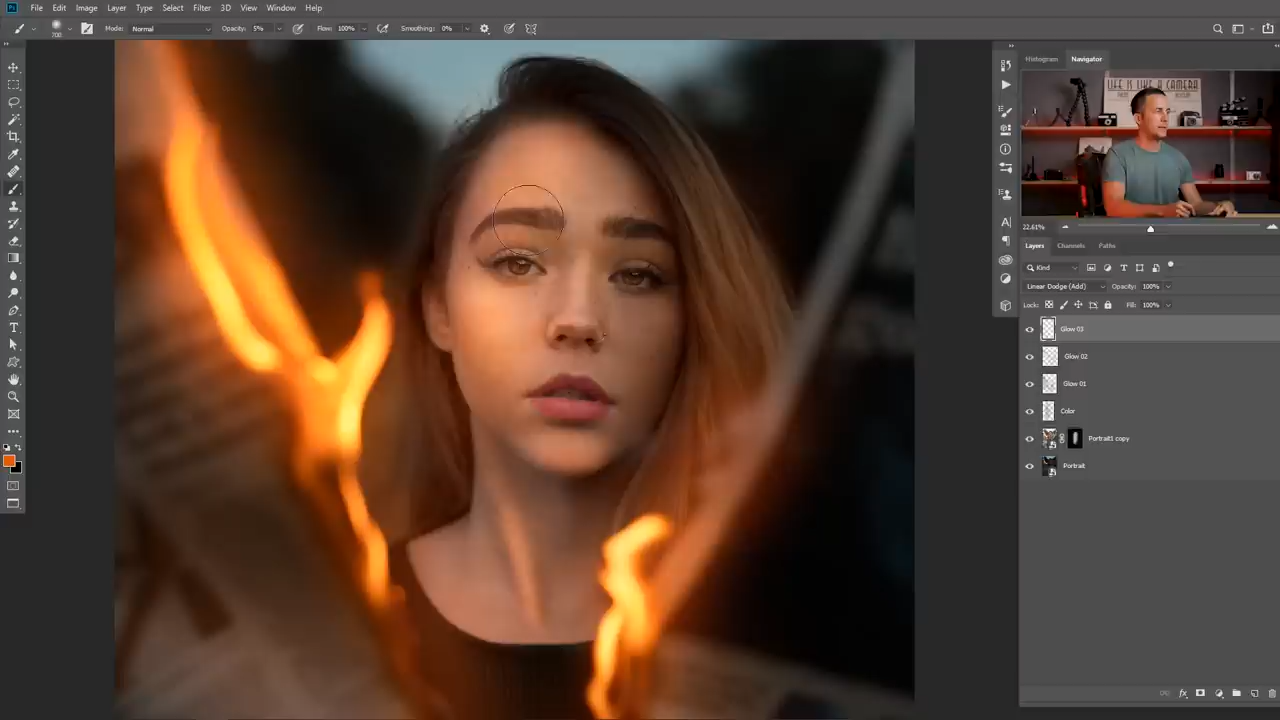 Ps File Edit Image Layer Type Select Filter 3D View Window Help
700 Mode: Normal Opacity: 5% Flow: 100% Smoothing: 0%
Histogram Navigator
LIFE IS LIKE A CAMERA
22.61%
Layers Channels Paths
Kind
Linear Dodge (Add) Opacity: 100%
Lock: Fill: 100%
Glow 03
Glow 02
Glow 01
Color
Portrait1 copy
Portrait